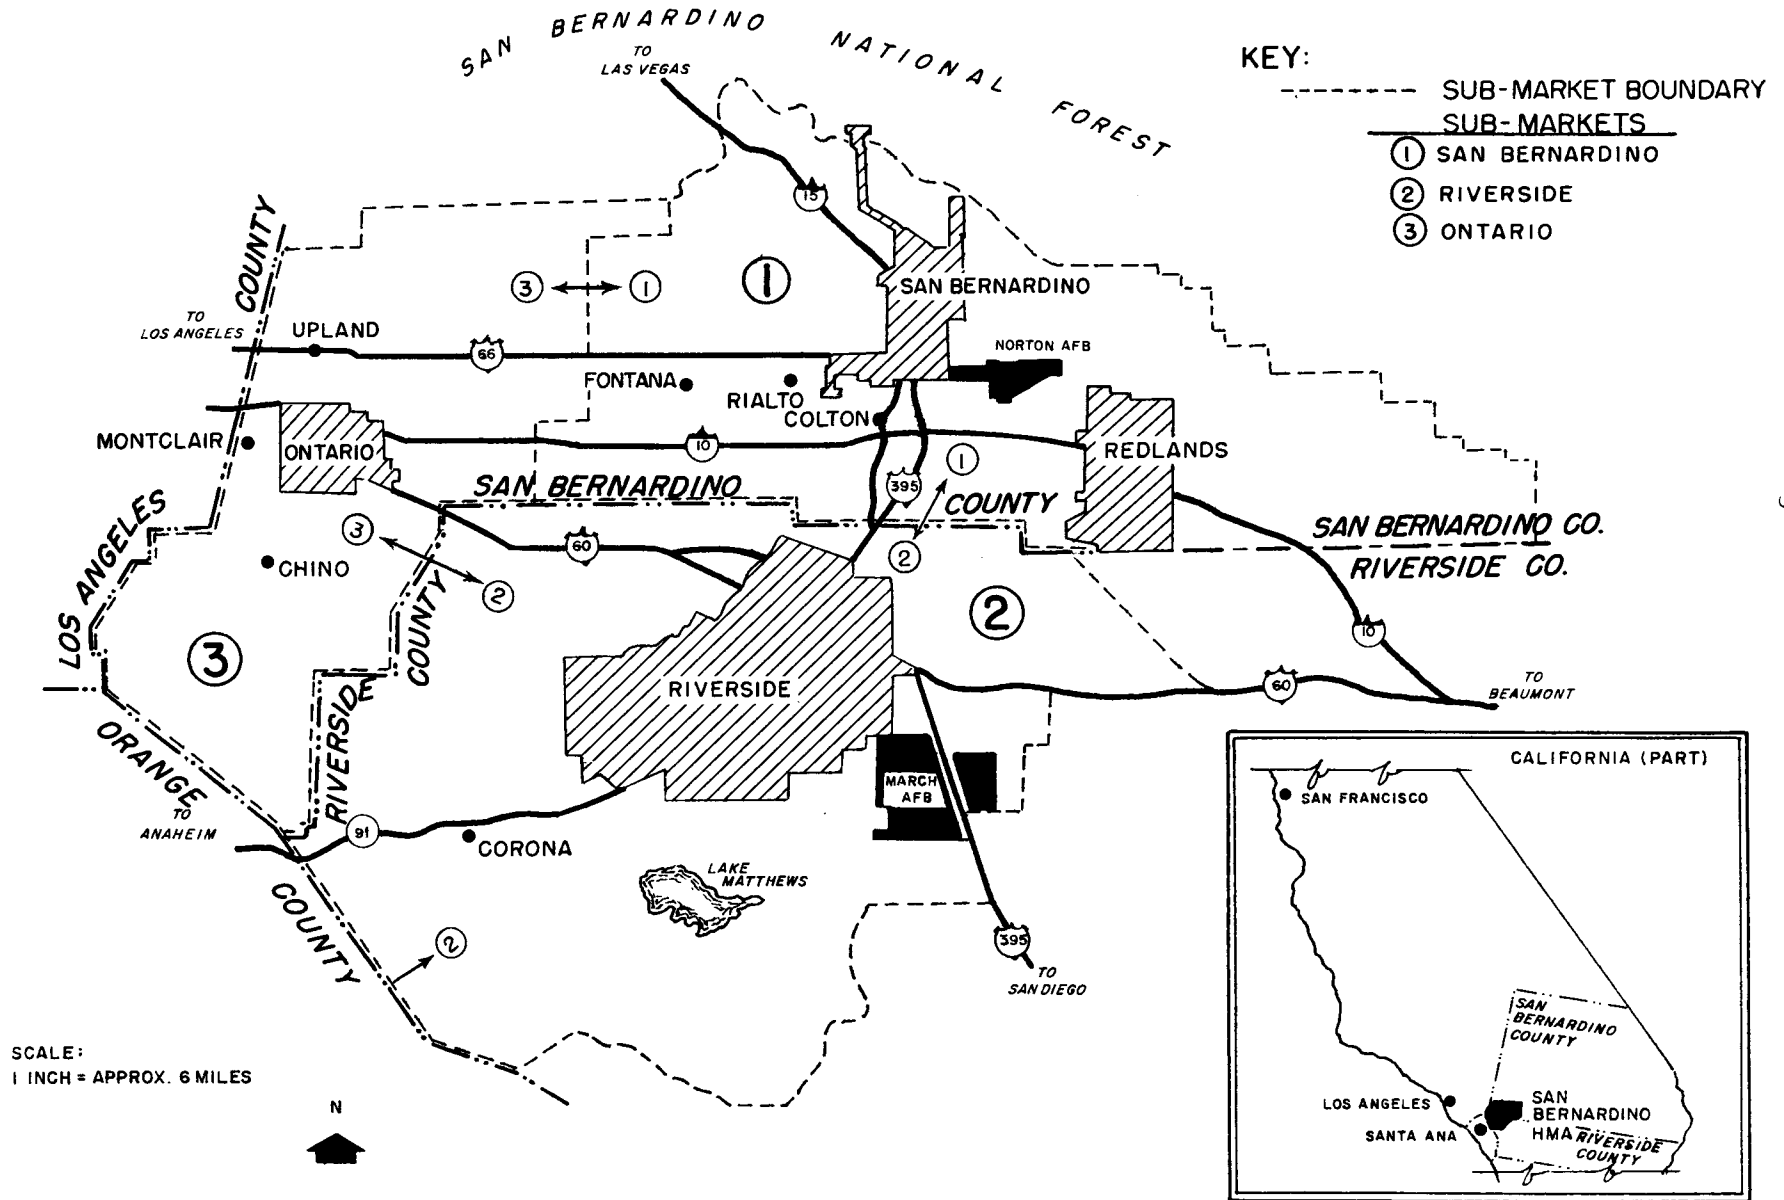 SAN BERNARDINO NATIONAL FOREST
TO
LAS VEGAS
KEY:
SUB-MARKET BOUNDARY
SUB-MARKETS
1 SAN BERNARDINO
2 RIVERSIDE
3 ONTARIO
15
COUNTY
3
1
1
SAN BERNARDINO
TO
LOS ANGELES
UPLAND
66
NORTON AFB
FONTANA
RIALTO
COLTON
MONTCLAIR
ONTARIO
10
REDLANDS
1
395
SAN BERNARDINO
COUNTY
LOS ANGELES
3
60
2
SAN BERNARDINO CO.
RIVERSIDE CO.
CHINO
2
COUNTY
2
3
10
RIVERSIDE
60
TO
BEAUMONT
RIVERSIDE
ORANGE
MARCH
AFB
TO
ANAHEIM
91
CORONA
LAKE
MATTHEWS
COUNTY
2
395
TO
SAN DIEGO
SCALE:
1 INCH = APPROX. 6 MILES
N
CALIFORNIA (PART)
SAN FRANCISCO
SAN
BERNARDINO
COUNTY
LOS ANGELES
SANTA ANA
SAN
BERNARDINO
HMA
RIVERSIDE
COUNTY